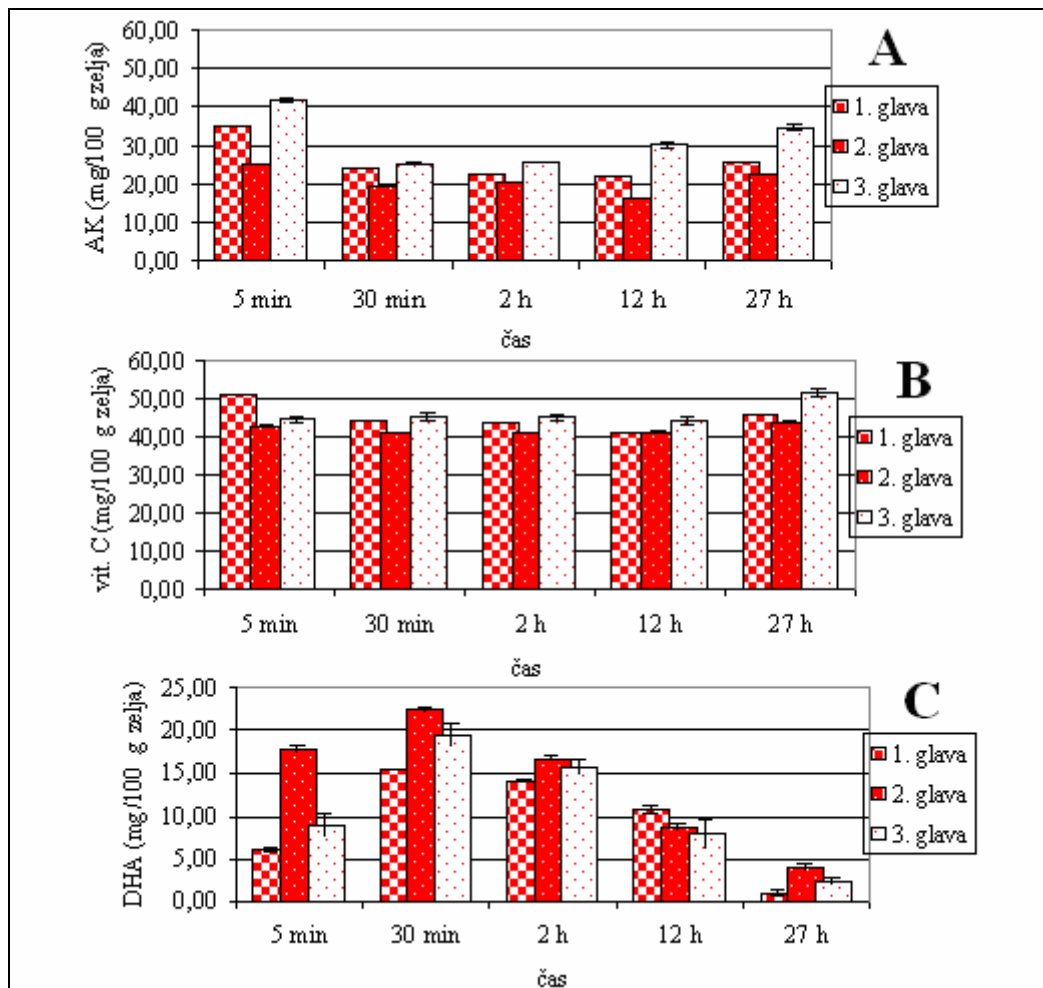 A
AK (mg/100 gzelja)
60,00
50,00
40,00
30,00
20,00
10,00
0,00
5 min 30 min 2 h 12 h 27 h
čas
1. glava
2. glava
3. glava
B
vit. C (mg/100 g zelja)
60,00
50,00
40,00
30,00
20,00
10,00
0,00
5 min 30 min 2 h 12 h 27 h
čas
1. glava
2. glava
3. glava
C
DHA (mg/100 g zelja)
25,00
20,00
15,00
10,00
5,00
0,00
5 min 30 min 2 h 12 h 27 h
čas
1. glava
2. glava
3. glava